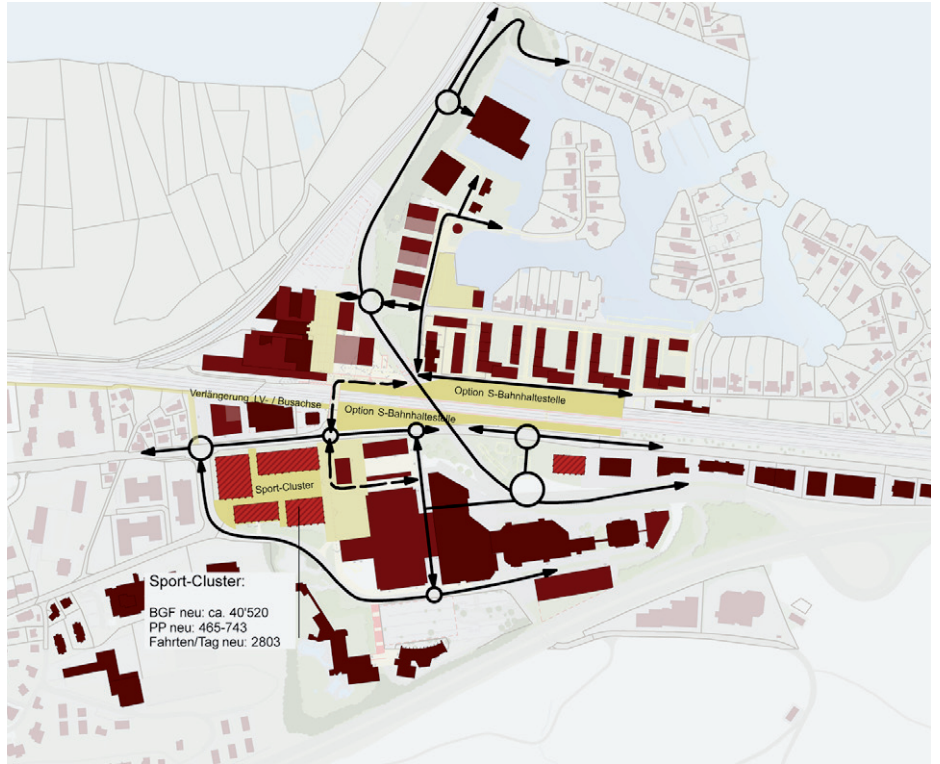 Option S-Bahnhaltestelle
Verlängerung LV- / Busachse
Option S-Bahnhaltestelle
Sport-Cluster
Sport-Cluster:
BGF neu: ca. 40'520
PP neu: 465-743
Fahrten/Tag neu: 2803